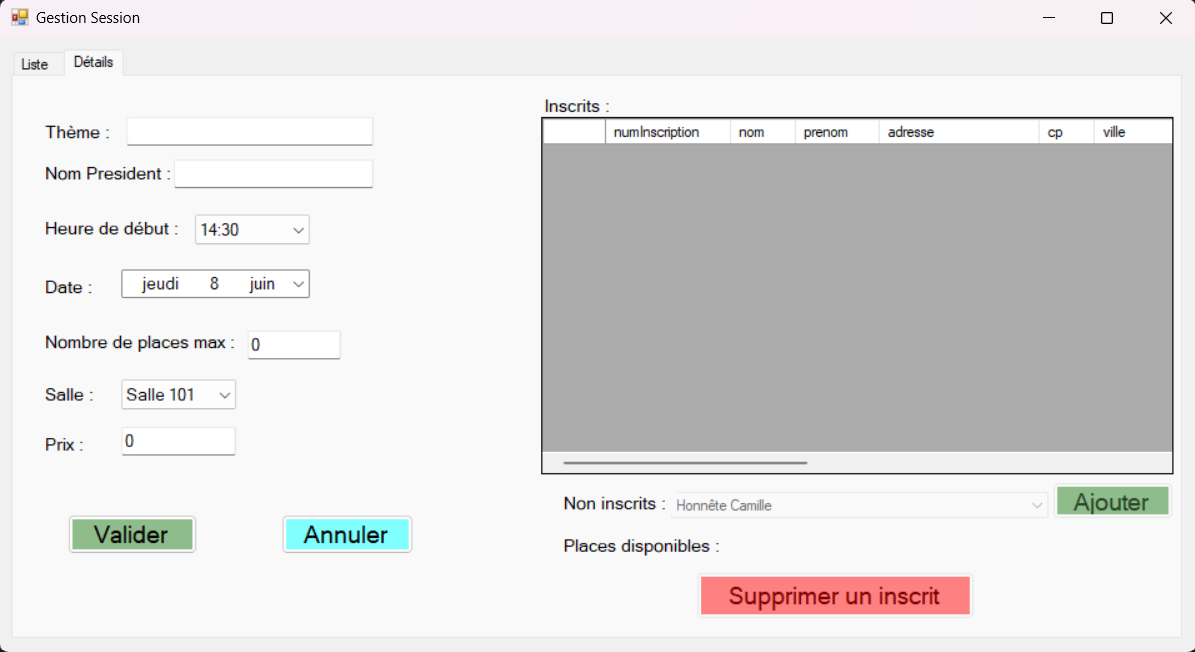 Gestion Session
Liste Détails
Thème :
Nom President :
Heure de début : 14:30
Date : jeudi 8 juin
Nombre de places max : 0
Salle : Salle 101
Prix : 0
Valider Annuler
Inscrits :
numInscription nom prenom adresse cp ville
Non inscrits : Honnête Camille Ajouter
Places disponibles :
Supprimer un inscrit